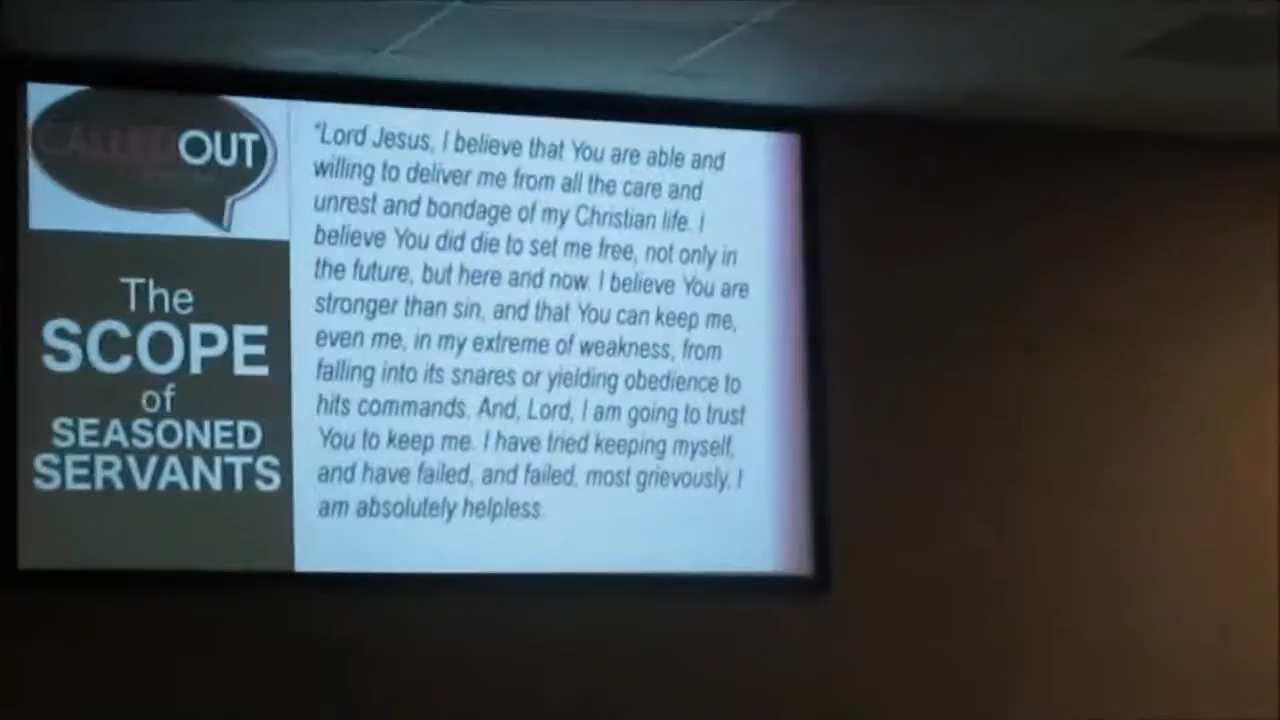 CALLED OUT
The
SCOPE
of
SEASONED
SERVANTS
"Lord Jesus, I believe that You are able and
willing to deliver me from all the care and
unrest and bondage of my Christian life. I
believe You did die to set me free, not only in
the future, but here and now. I believe You are
stronger than sin, and that You can keep me,
even me, in my extreme of weakness, from
falling into its snares or yielding obedience to
hits commands. And, Lord, I am going to trust
You to keep me. I have tried keeping myself,
and have failed, and failed, most grievously. I
am absolutely helpless.